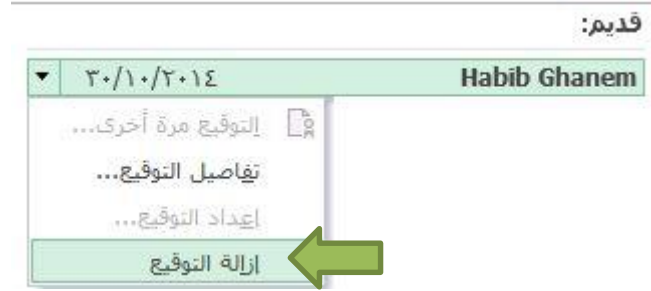 قديم:
Habib Ghanem ٣٠/١٠/٢٠١٤
التوقيع مرة أخرى...
تفاصيل التوقيع...
إعداد التوقيع...
إزالة التوقيع